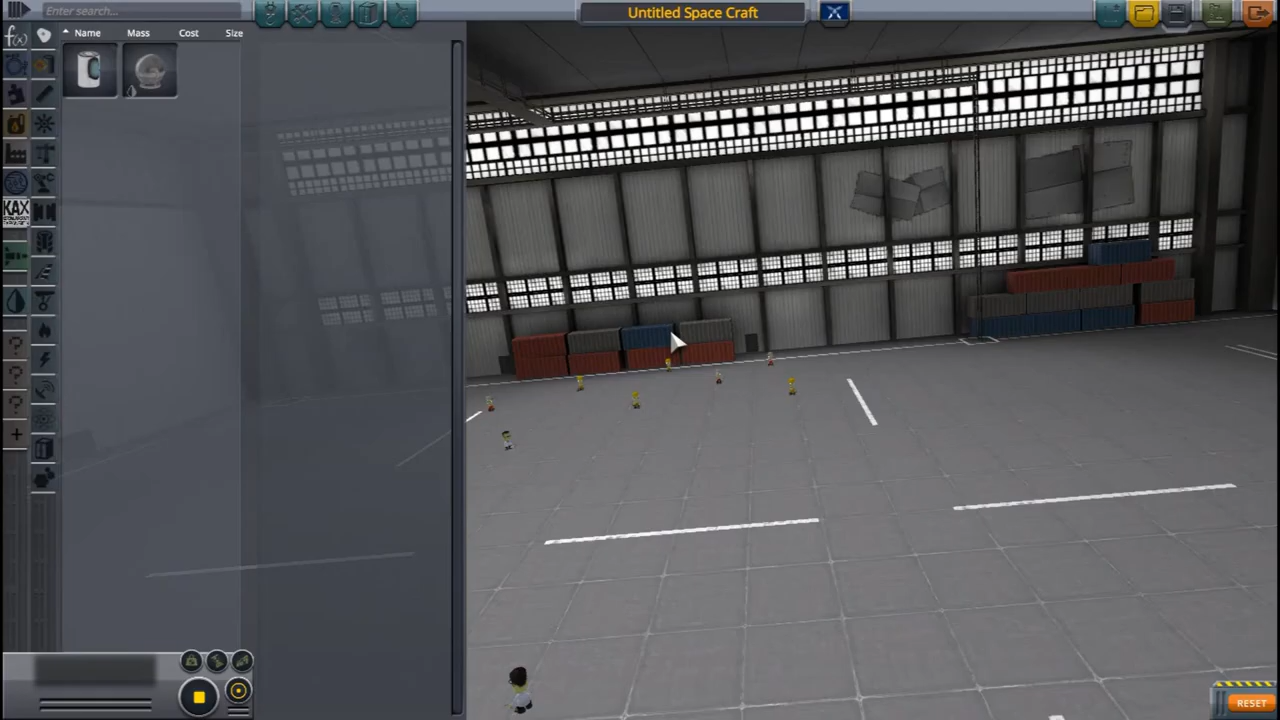 Enter search...
Untitled Space Craft
f(x)
Name Mass Cost Size
KAX
RESET